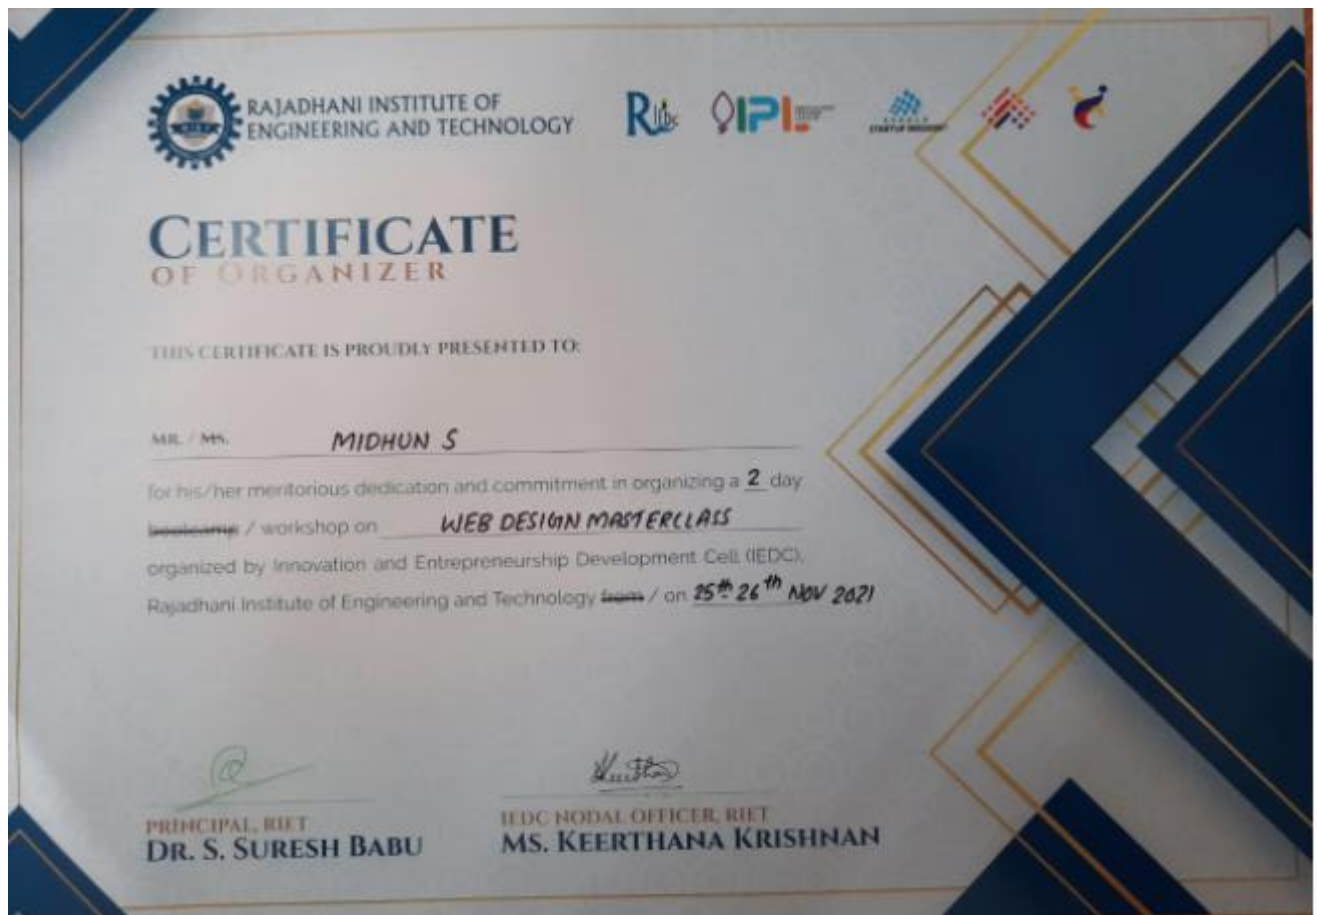 RAJADHANI INSTITUTE OF
ENGINEERING AND TECHNOLOGY
IPL
STARTUP MISSION
CERTIFICATE
OF ORGANIZER
THIS CERTIFICATE IS PROUDLY PRESENTED TO:
MR. / MS. MIDHUN S
for his/her meritorious dedication and commitment in organizing a 2 day
bootcamp / workshop on WEB DESIGN MASTERCLASS
organized by Innovation and Entrepreneurship Development Cell (IEDC),
Rajadhani Institute of Engineering and Technology from / on 25th 26th NOV 2021
PRINCIPAL, RIET
DR. S. SURESH BABU
IEDC NODAL OFFICER, RIET
MS. KEERTHANA KRISHNAN